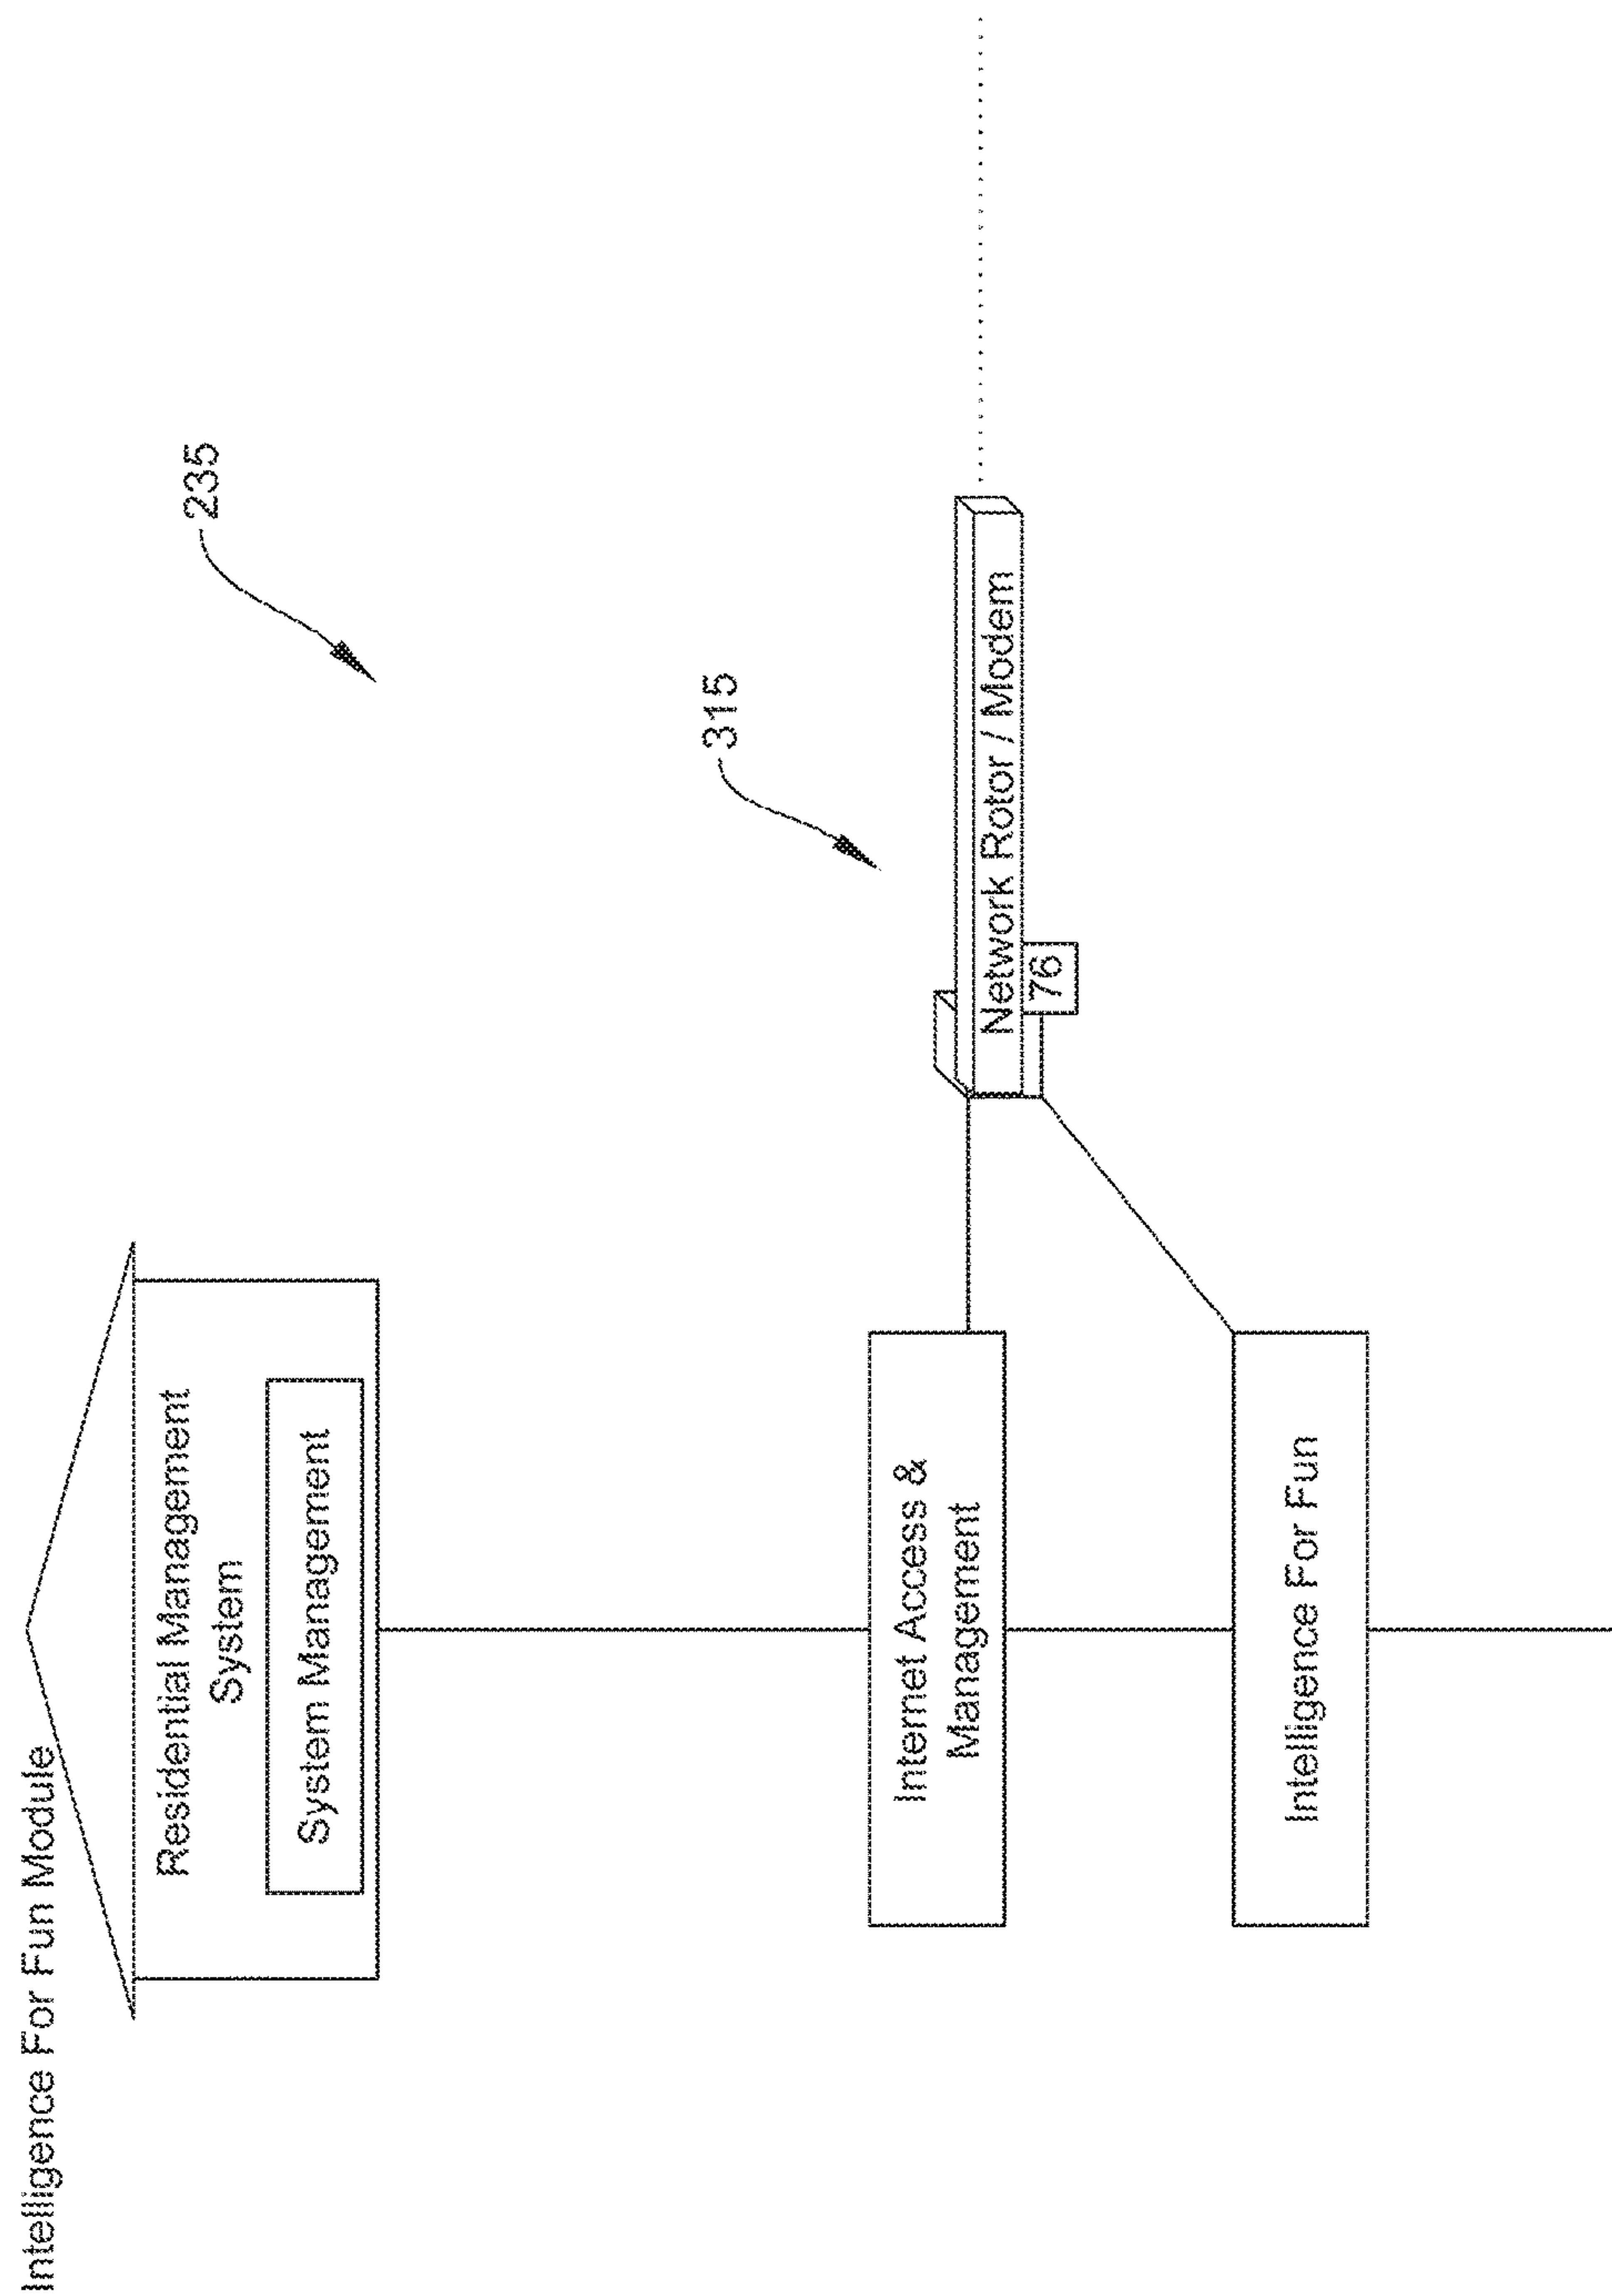 Intelligence For Fun Module
Residential Management
System
System Management
235
315
Internet Access &
Management
Network Rotor / Modem
76
Intelligence For Fun